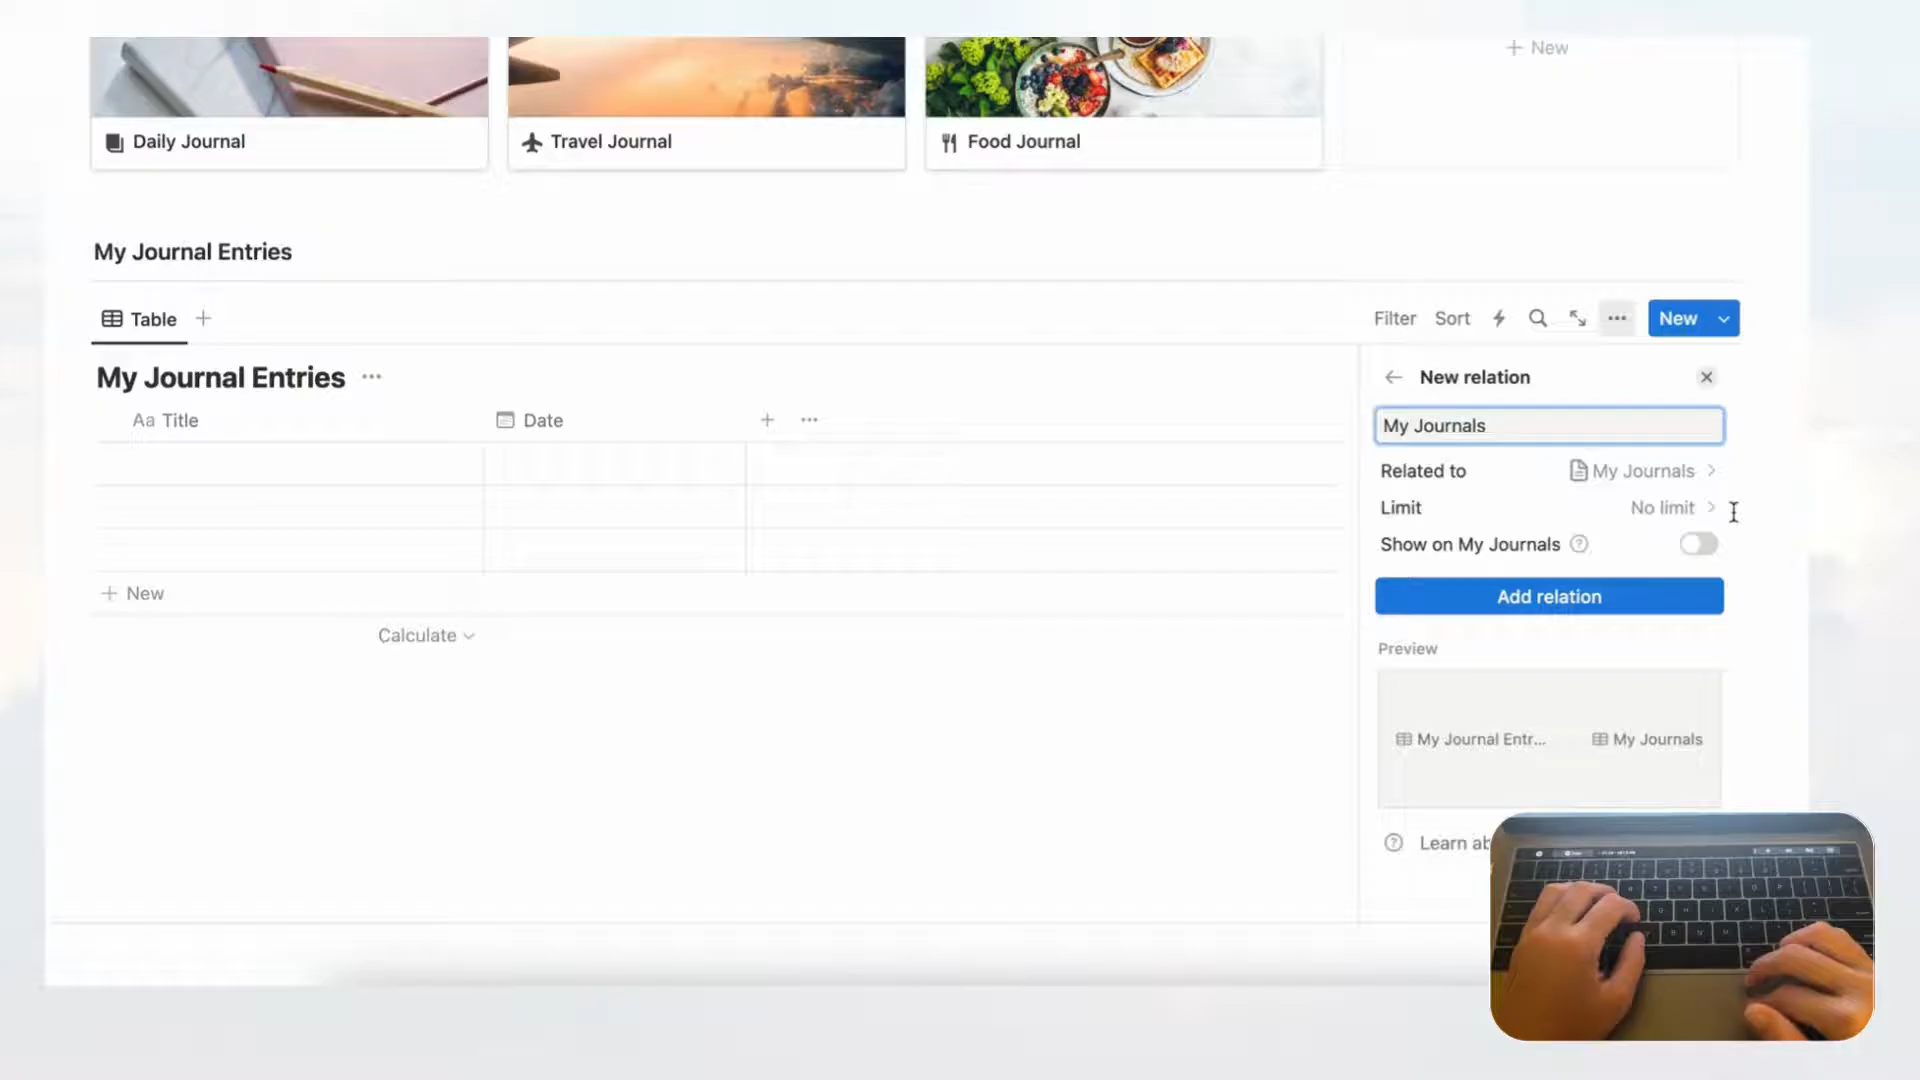 + New
Daily Journal
Travel Journal
Food Journal
My Journal Entries
Table +
Filter Sort New
My Journal Entries ...
Aa Title Date + ...
+ New
Calculate
New relation
My Journals
Related to My Journals
Limit No limit
Show on My Journals
Add relation
Preview
My Journal Entr... My Journals
Learn ab